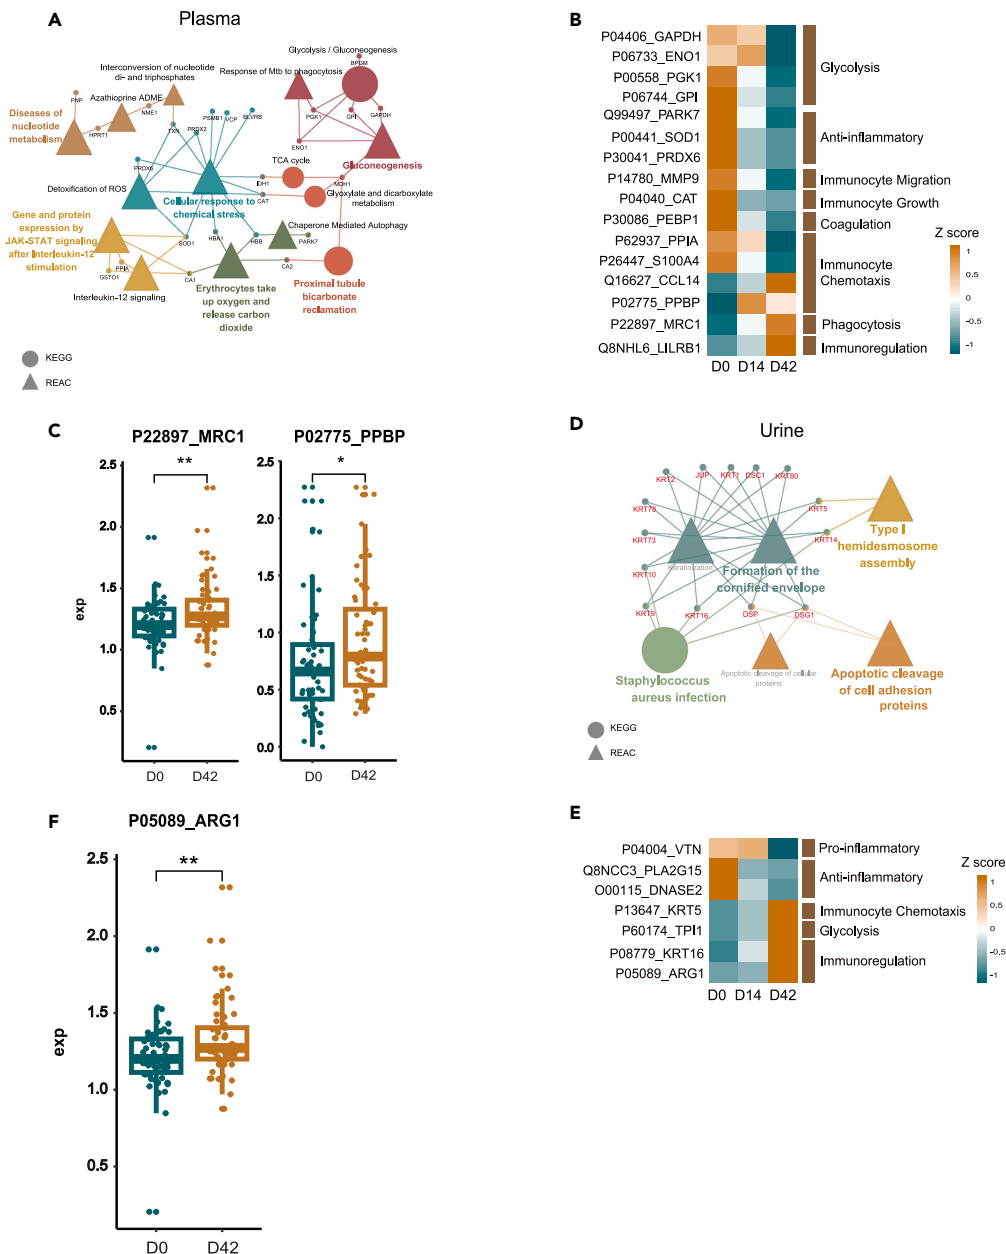 A
Plasma
Glycolysis / Gluconeogenesis
BPGM
Interconversion of nucleotide
di- and triphosphates
Response of Mtb to phagocytosis
PNP
Azathioprine ADME
NME1
Diseases of
nucleotide
metabolism
HPRT1
TXN
PRDX2
PSMB1
VCP
BLVRB
PGK1
GPI
GAPDH
ENO1
Gluconeogenesis
PRDX6
TCA cycle
IDH1
MDH1
Detoxification of ROS
CAT
Cellular response to
chemical stress
Glyoxylate and dicarboxylate
metabolism
Gene and protein
expression by
JAK-STAT signaling
after Interleukin-12
stimulation
SOD1
HBA1
HBB
Chaperone Mediated Autophagy
PARK7
PPIA
GSTO1
CA1
CA2
Interleukin-12 signaling
Erythrocytes take
up oxygen and
release carbon
dioxide
Proximal tubule
bicarbonate
reclamation
KEGG
REAC
B
P04406_GAPDH
P06733_ENO1
P00558_PGK1
P06744_GPI
Q99497_PARK7
P00441_SOD1
P30041_PRDX6
P14780_MMP9
P04040_CAT
P30086_PEBP1
P62937_PPIA
P26447_S100A4
Q16627_CCL14
P02775_PPBP
P22897_MRC1
Q8NHL6_LILRB1
D0 D14 D42
Glycolysis
Anti-inflammatory
Immunocyte Migration
Immunocyte Growth
Coagulation
Immunocyte
Chemotaxis
Phagocytosis
Immunoregulation
Z score
1
0.5
0
-0.5
-1
C
P22897_MRC1
**
2.5
2.0
1.5
1.0
0.5
exp
D0 D42
P02775_PPBP
*
2.5
2.0
1.5
1.0
0.5
0.0
D0 D42
D
Urine
KRT2
JUP
KRT1
DSC1
KRT80
KRT78
KRT5
KRT73
KRT14
Type I
hemidesmosome
assembly
Keratinization
Formation of the
cornified envelope
KRT10
KRT9
KRT16
DSP
DSG1
Staphylococcus
aureus infection
Apoptotic cleavage of cellular
proteins
Apoptotic cleavage
of cell adhesion
proteins
KEGG
REAC
E
P04004_VTN
Q8NCC3_PLA2G15
O00115_DNASE2
P13647_KRT5
P60174_TPI1
P08779_KRT16
P05089_ARG1
D0 D14 D42
Pro-inflammatory
Anti-inflammatory
Immunocyte Chemotaxis
Glycolysis
Immunoregulation
Z score
1
0.5
0
-0.5
-1
F
P05089_ARG1
**
2.5
2.0
1.5
1.0
0.5
exp
D0 D42